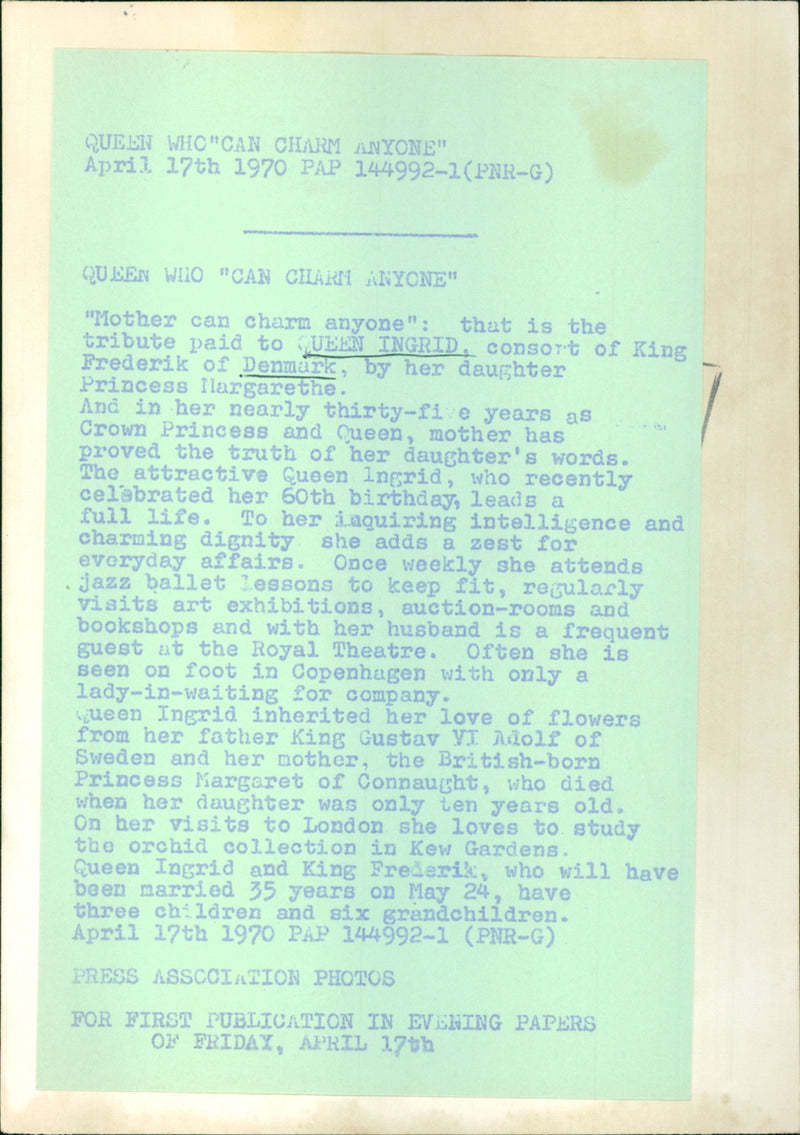 QUEEN WHO"CAN CHARM ANYONE"
April 17th 1970 PAP 144992-1(PNR-G)
QUEEN WHO "CAN CHARM ANYONE"
"Mother can charm anyone": that is the
tribute paid to QUEEN INGRID, consort of King
Frederik of Denmark, by her daughter
Princess Margarethe.
And in her nearly thirty-five years as
Crown Princess and Queen, mother has
proved the truth of her daughter's words.
The attractive Queen Ingrid, who recently
celebrated her 60th birthday, leads a
full life. To her inquiring intelligence and
charming dignity she adds a zest for
everyday affairs. Once weekly she attends
jazz ballet lessons to keep fit, regularly
visits art exhibitions, auction-rooms and
bookshops and with her husband is a frequent
guest at the Royal Theatre. Often she is
seen on foot in Copenhagen with only a
lady-in-waiting for company.
Queen Ingrid inherited her love of flowers
from her father King Gustav VI Adolf of
Sweden and her mother, the British-born
Princess Margaret of Connaught, who died
when her daughter was only ten years old.
On her visits to London she loves to study
the orchid collection in Kew Gardens.
Queen Ingrid and King Frederik, who will have
been married 35 years on May 24, have
three children and six grandchildren.
April 17th 1970 PAP 144992-1 (PNR-G)
PRESS ASSOCIATION PHOTOS
FOR FIRST PUBLICATION IN EVENING PAPERS
OF FRIDAY, APRIL 17th